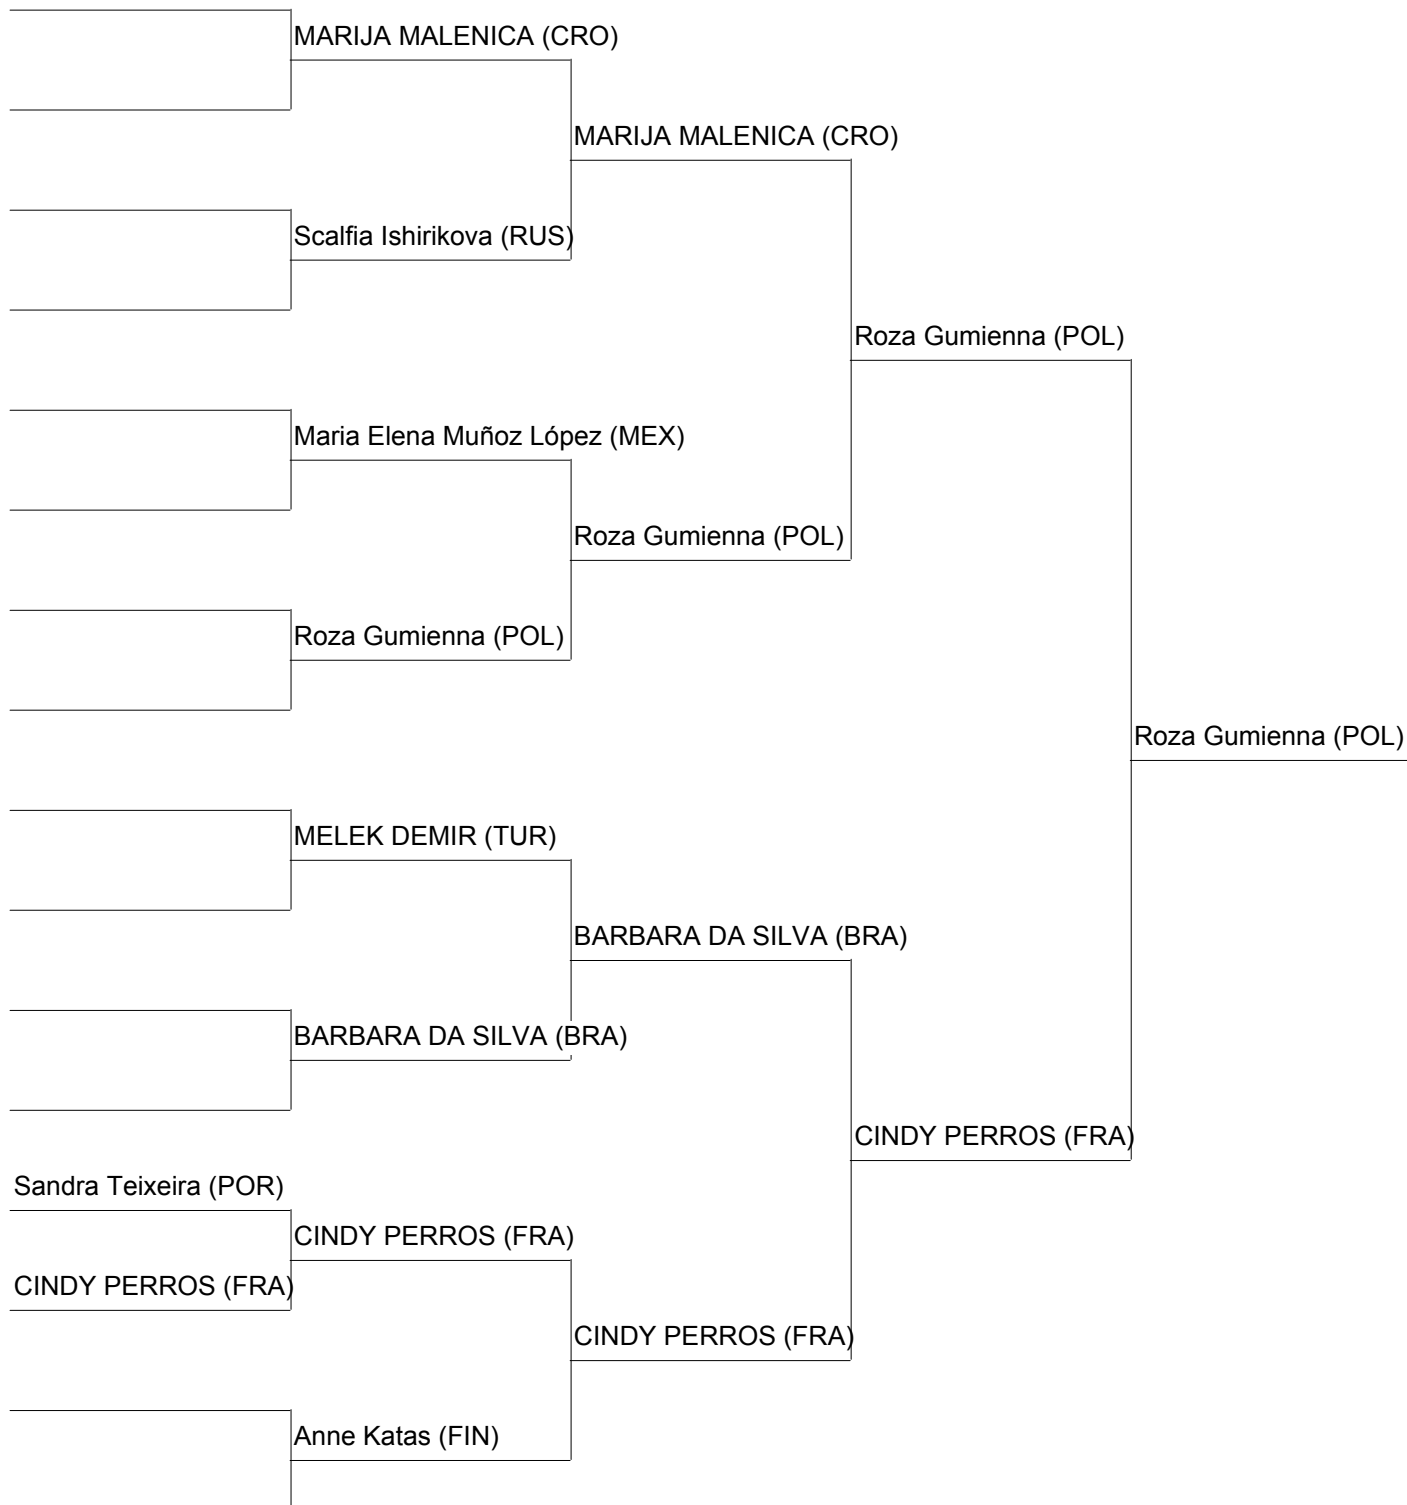 MARIJA MALENICA (CRO)
MARIJA MALENICA (CRO)
Scalfia Ishirikova (RUS)
Roza Gumienna (POL)
Maria Elena Muñoz López (MEX)
Roza Gumienna (POL)
Roza Gumienna (POL)
Roza Gumienna (POL)
MELEK DEMIR (TUR)
BARBARA DA SILVA (BRA)
BARBARA DA SILVA (BRA)
CINDY PERROS (FRA)
Sandra Teixeira (POR)
CINDY PERROS (FRA)
CINDY PERROS (FRA)
CINDY PERROS (FRA)
Anne Katas (FIN)